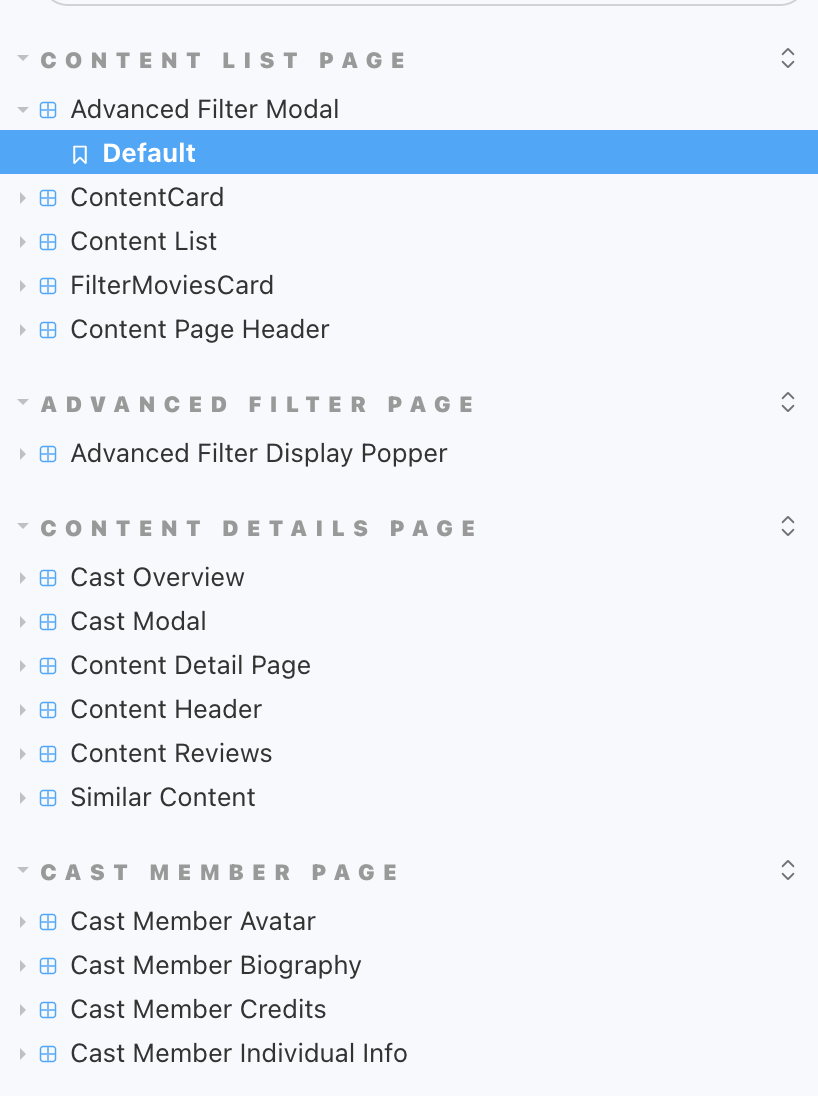 CONTENT LIST PAGE
Advanced Filter Modal
Default
ContentCard
Content List
FilterMoviesCard
Content Page Header
ADVANCED FILTER PAGE
Advanced Filter Display Popper
CONTENT DETAILS PAGE
Cast Overview
Cast Modal
Content Detail Page
Content Header
Content Reviews
Similar Content
CAST MEMBER PAGE
Cast Member Avatar
Cast Member Biography
Cast Member Credits
Cast Member Individual Info